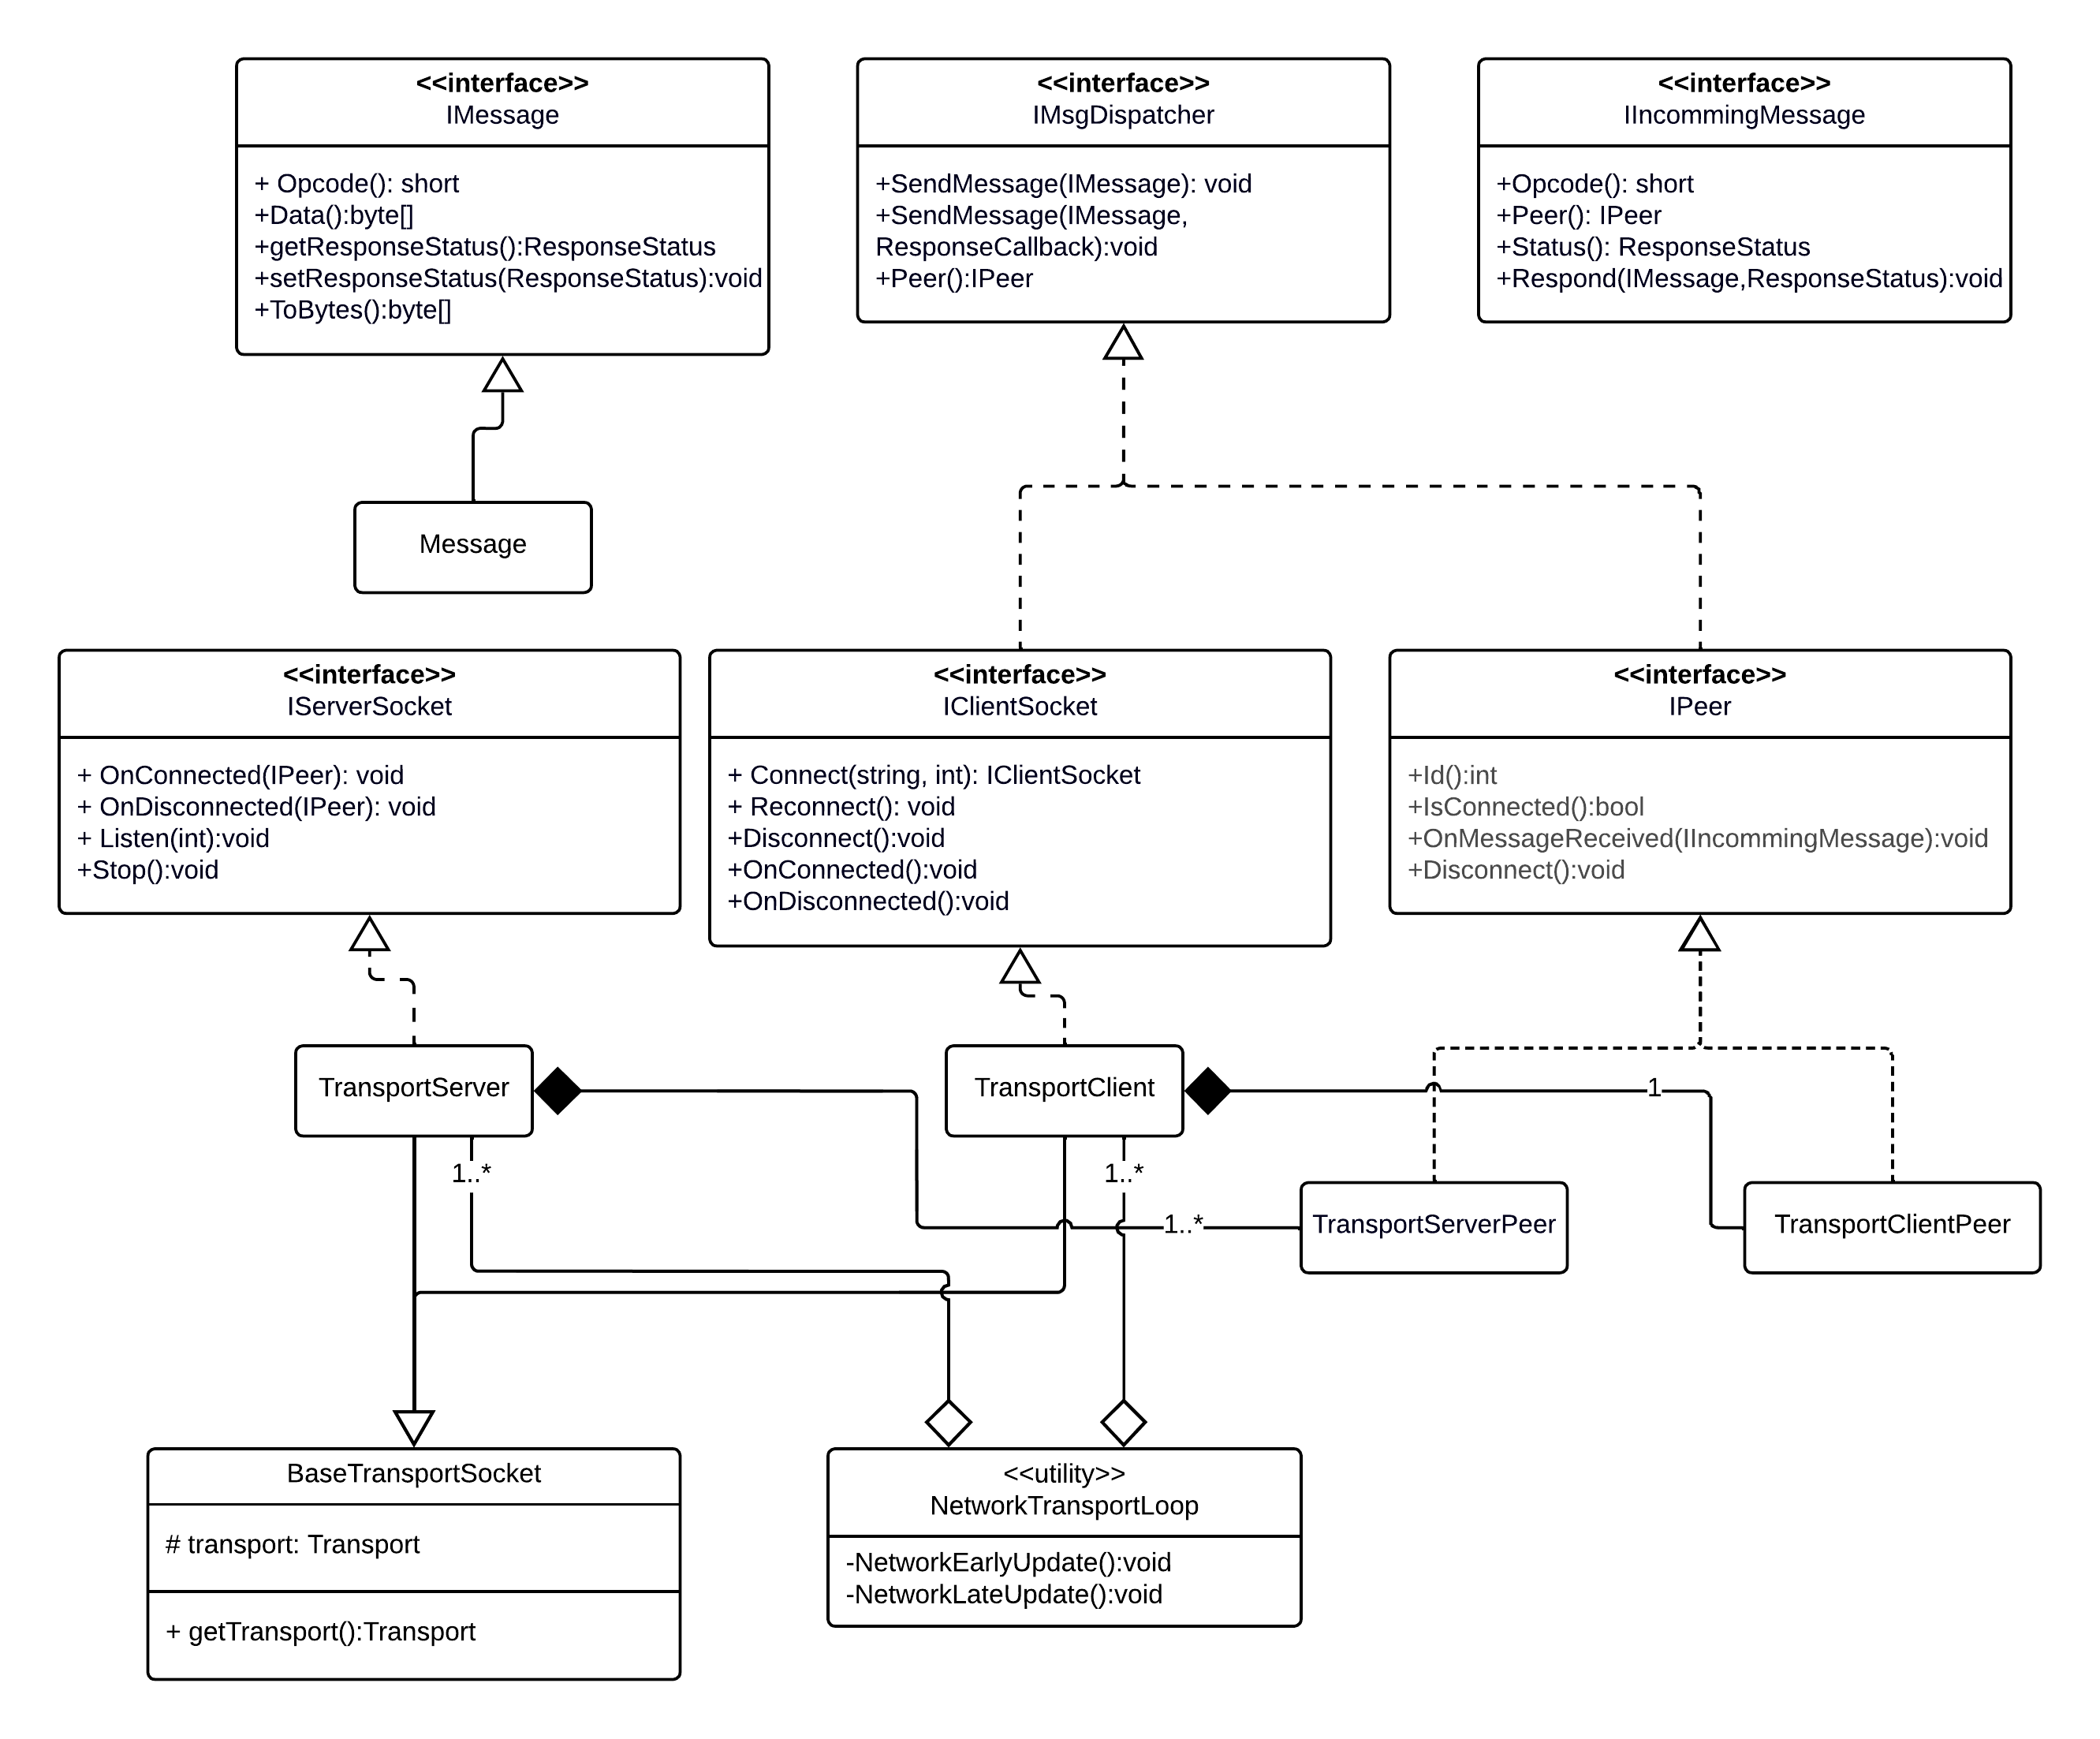 <<interface>>
IMessage
+ Opcode(): short
+Data():byte[]
+getResponseStatus():ResponseStatus
+setResponseStatus(ResponseStatus):void
+ToBytes():byte[]
<<interface>>
IMsgDispatcher
+SendMessage(IMessage): void
+SendMessage(IMessage,
ResponseCallback):void
+Peer():IPeer
<<interface>>
IIncommingMessage
+Opcode(): short
+Peer(): IPeer
+Status(): ResponseStatus
+Respond(IMessage,ResponseStatus):void
Message
<<interface>>
IServerSocket
+ OnConnected(IPeer): void
+ OnDisconnected(IPeer): void
+ Listen(int):void
+Stop():void
<<interface>>
IClientSocket
+ Connect(string, int): IClientSocket
+ Reconnect(): void
+Disconnect():void
+OnConnected():void
+OnDisconnected():void
<<interface>>
IPeer
+Id():int
+IsConnected():bool
+OnMessageReceived(IIncommingMessage):void
+Disconnect():void
TransportServer
TransportClient
1
1..*
1..*
1..*
TransportServerPeer
TransportClientPeer
BaseTransportSocket
# transport: Transport
+ getTransport():Transport
<<utility>>
NetworkTransportLoop
-NetworkEarlyUpdate():void
-NetworkLateUpdate():void